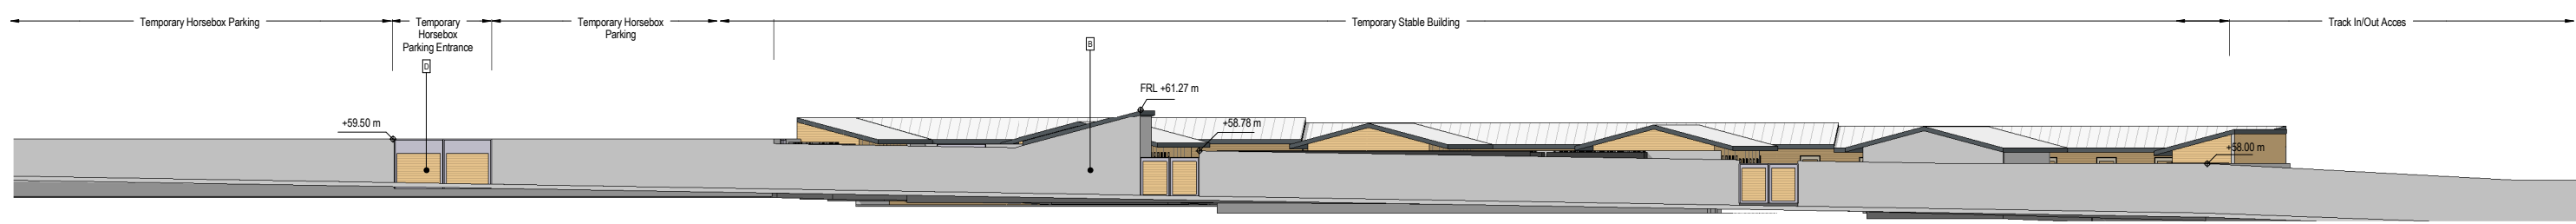 Temporary Horsebox Parking
Temporary
Horsebox
Parking Entrance
Temporary Horsebox
Parking
Temporary Stable Building
Track In/Out Acces
B
D
FRL +61.27 m
+59.50 m
+58.78 m
+58.00 m